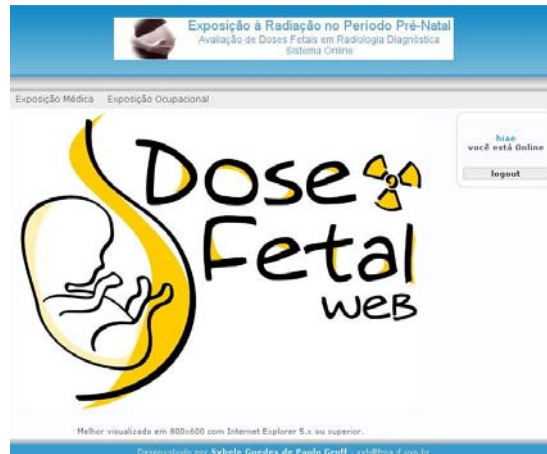 Exposição à Radiação no Período Pré-Natal
Avaliação de Doses Fetais em Radiologia Diagnóstica
Sistema Online
Exposição Médica Exposição Ocupacional
hiae
você está Online
logout
Dose
Fetal
WEB
Melhor visualizado em 800x600 com Internet Explorer 5.x ou superior.
Desenvolvido por Sybele Guedes de Paulo Groff -